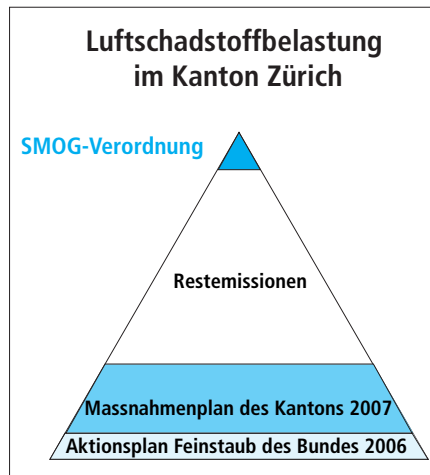 Luftschadstoffbelastung
im Kanton Zürich
SMOG-Verordnung
Restemissionen
Massnahmenplan des Kantons 2007
Aktionsplan Feinstaub des Bundes 2006